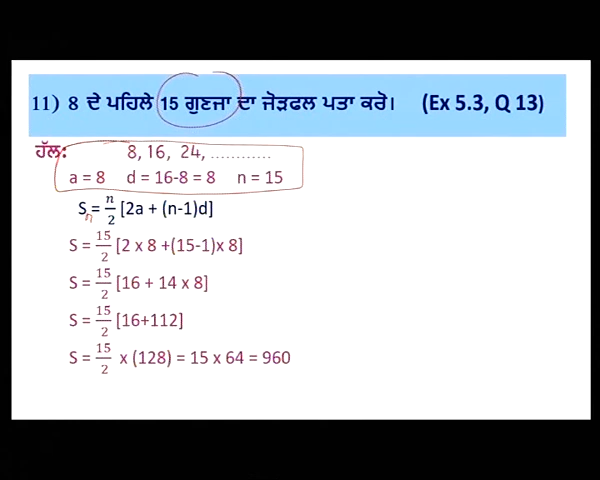 11) 8 ਦੇ ਪਹਿਲੇ 15 ਗੁਣਜਾ ਦਾ ਜੋੜਫਲ ਪਤਾ ਕਰੋ। (Ex 5.3, Q 13)
ਹੱਲ: 8, 16, 24, ............
a = 8 d = 16-8 = 8 n = 15
Sn = n/2 [2a + (n-1)d]
S = 15/2 [2 x 8 +(15-1)x 8]
S = 15/2 [16 + 14 x 8]
S = 15/2 [16+112]
S = 15/2 x (128) = 15 x 64 = 960